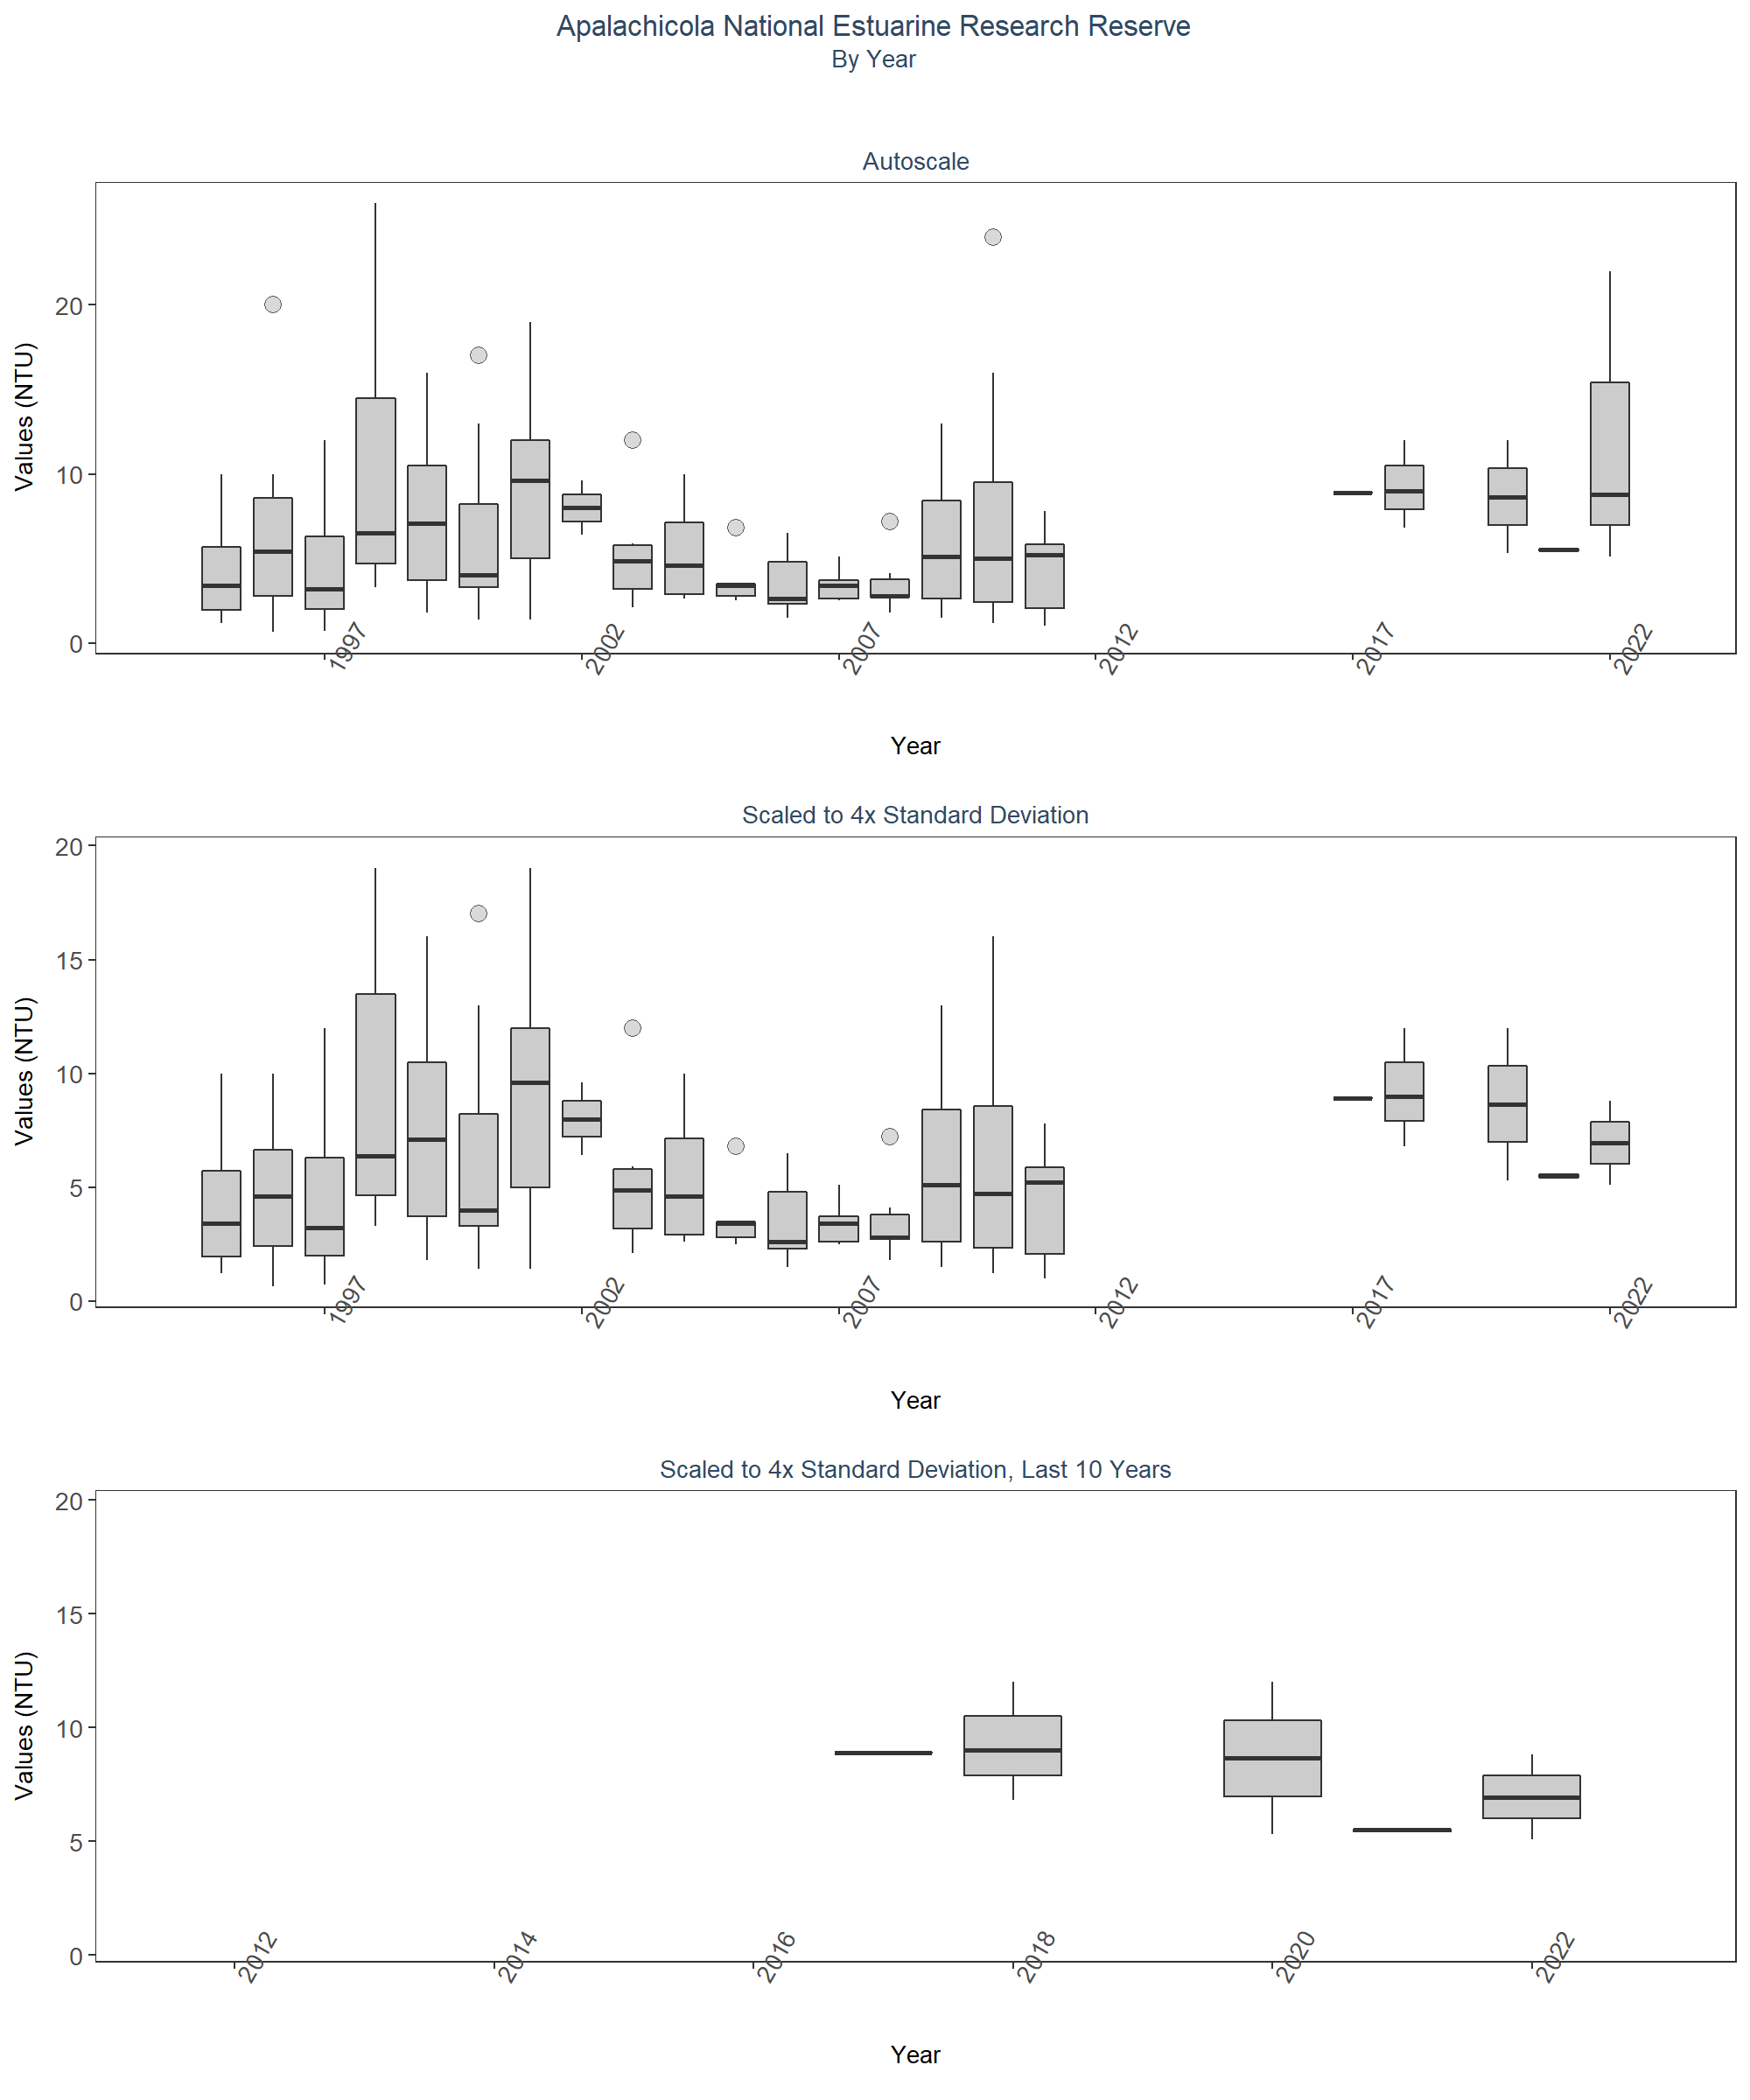 Apalachicola National Estuarine Research Reserve
By Year
Autoscale
Values (NTU)
20
10
0
1997 2002 2007 2012 2017 2022
Year
Scaled to 4x Standard Deviation
Values (NTU)
20
15
10
5
0
1997 2002 2007 2012 2017 2022
Year
Scaled to 4x Standard Deviation, Last 10 Years
Values (NTU)
20
15
10
5
0
2012 2014 2016 2018 2020 2022
Year